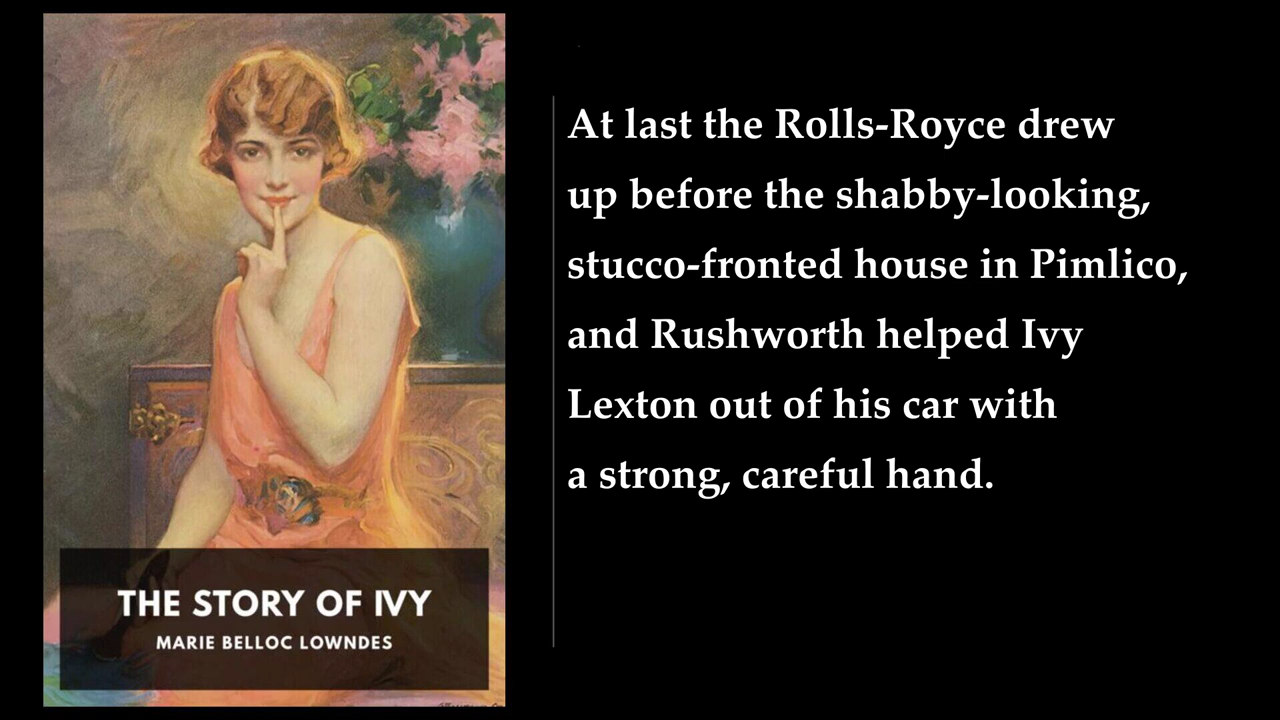 At last the Rolls-Royce drew
up before the shabby-looking,
stucco-fronted house in Pimlico,
and Rushworth helped Ivy
Lexton out of his car with
a strong, careful hand.
THE STORY OF IVY
MARIE BELLOC LOWNDES